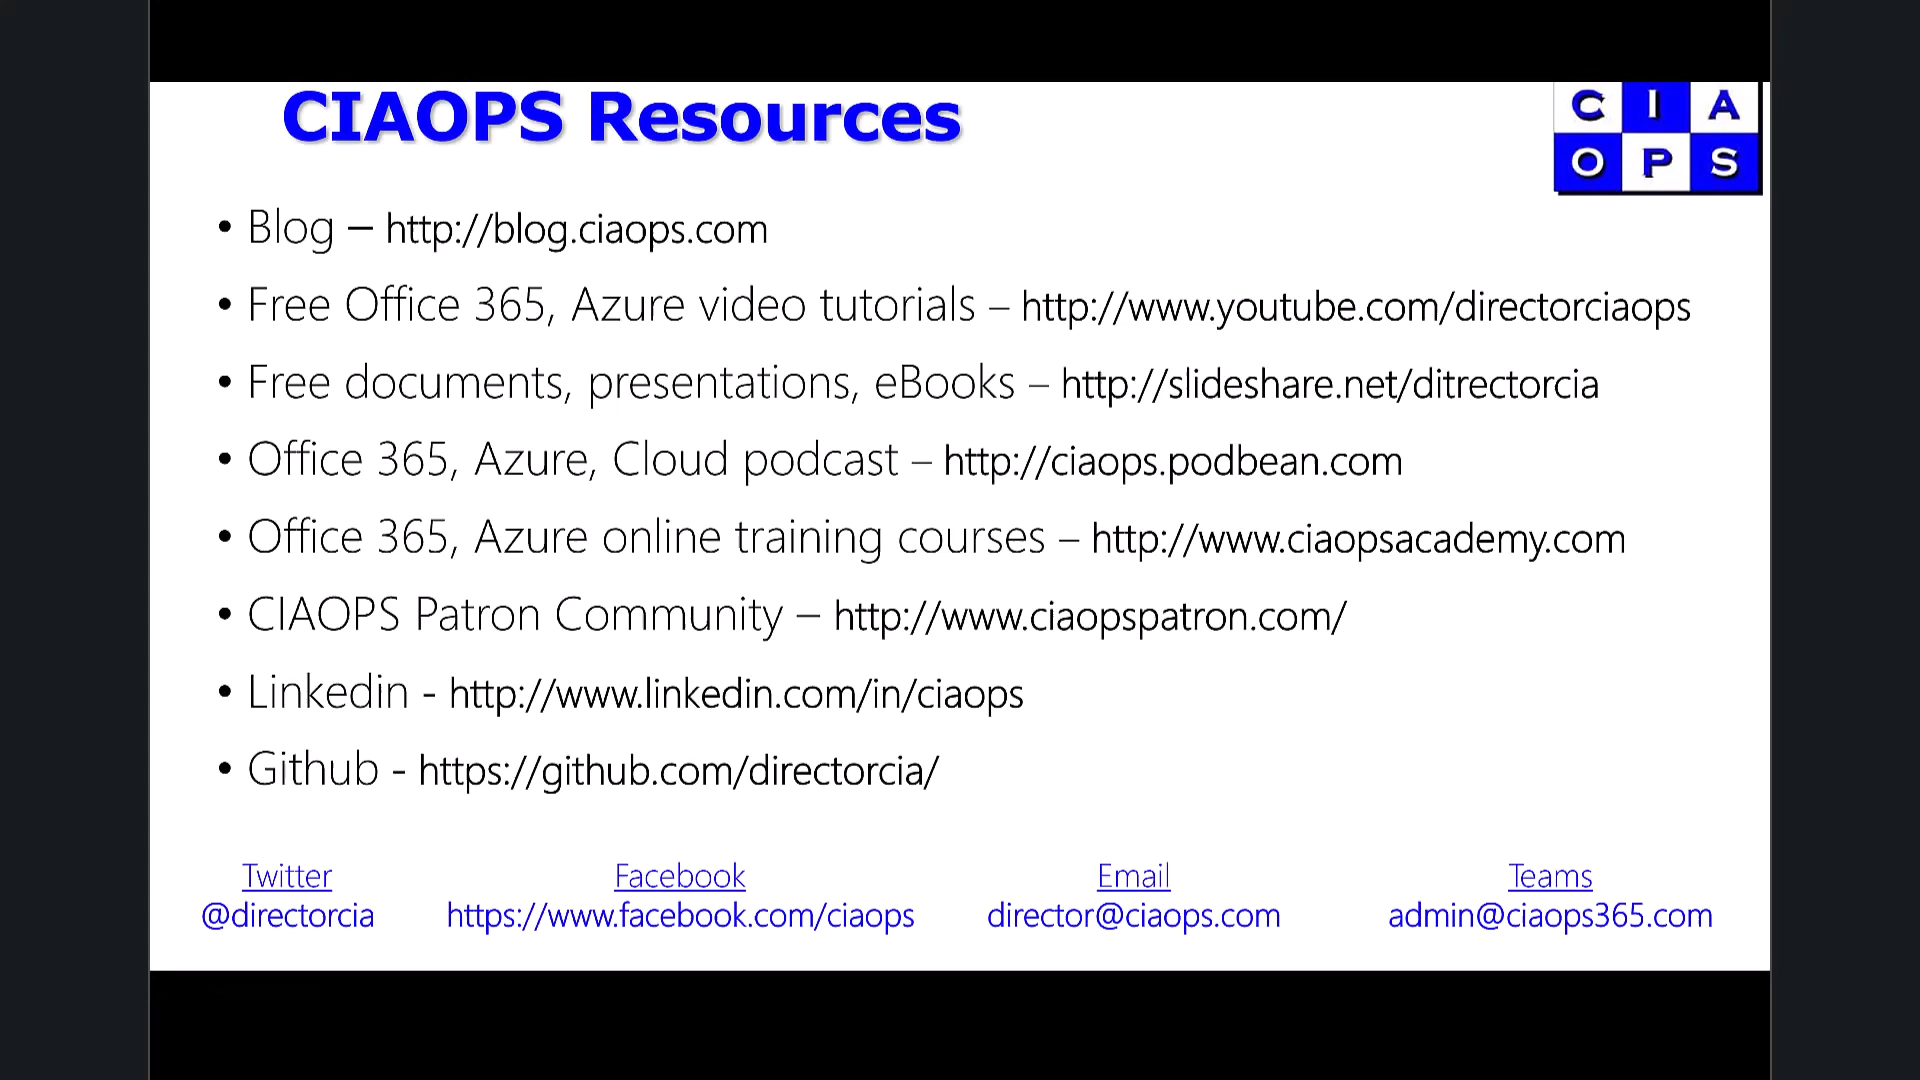 CIAOPS Resources
C I A
O P S
• Blog – http://blog.ciaops.com
• Free Office 365, Azure video tutorials – http://www.youtube.com/directorciaops
• Free documents, presentations, eBooks – http://slideshare.net/ditrectorcia
• Office 365, Azure, Cloud podcast – http://ciaops.podbean.com
• Office 365, Azure online training courses – http://www.ciaopsacademy.com
• CIAOPS Patron Community – http://www.ciaopspatron.com/
• Linkedin - http://www.linkedin.com/in/ciaops
• Github - https://github.com/directorcia/
Twitter
@directorcia
Facebook
https://www.facebook.com/ciaops
Email
director@ciaops.com
Teams
admin@ciaops365.com